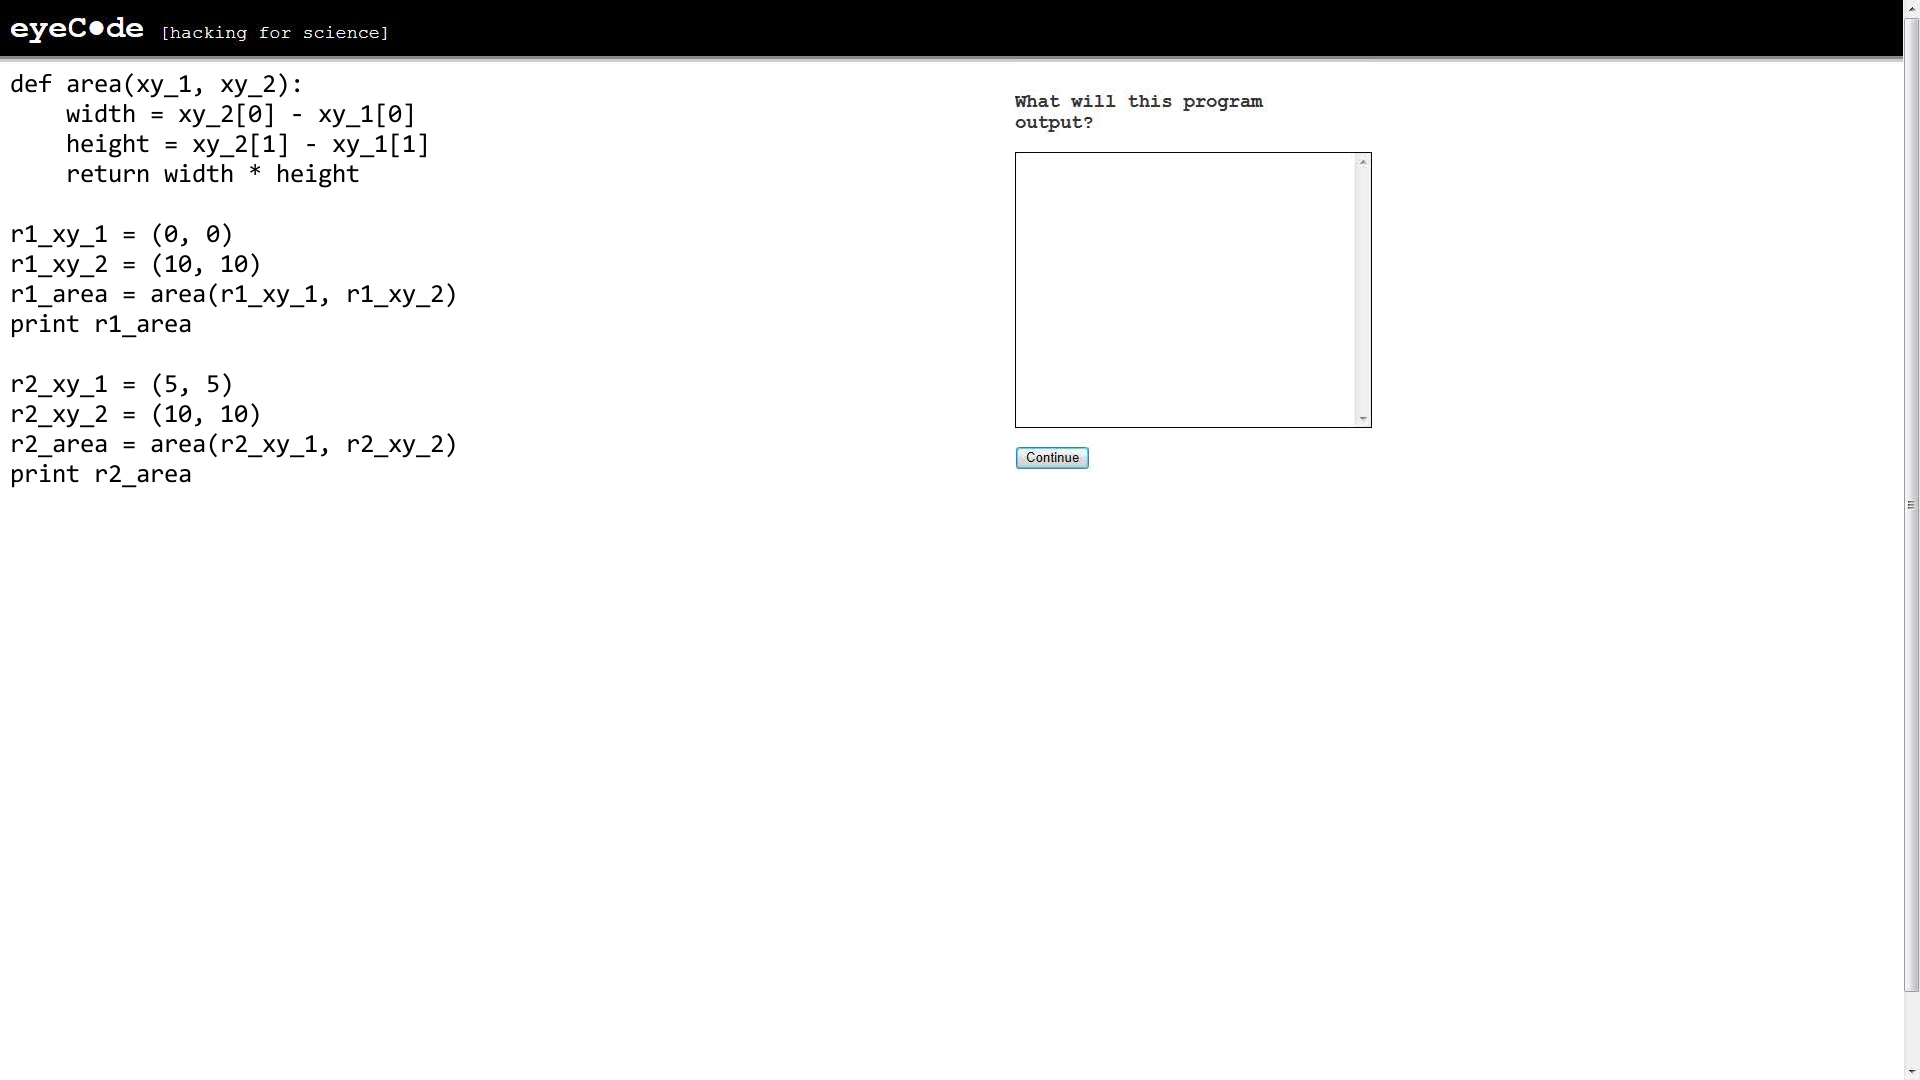 eyeC●de [hacking for science]
def area(xy_1, xy_2):
    width = xy_2[0] - xy_1[0]
    height = xy_2[1] - xy_1[1]
    return width * height
r1_xy_1 = (0, 0)
r1_xy_2 = (10, 10)
r1_area = area(r1_xy_1, r1_xy_2)
print r1_area
r2_xy_1 = (5, 5)
r2_xy_2 = (10, 10)
r2_area = area(r2_xy_1, r2_xy_2)
print r2_area
What will this program
output?
Continue